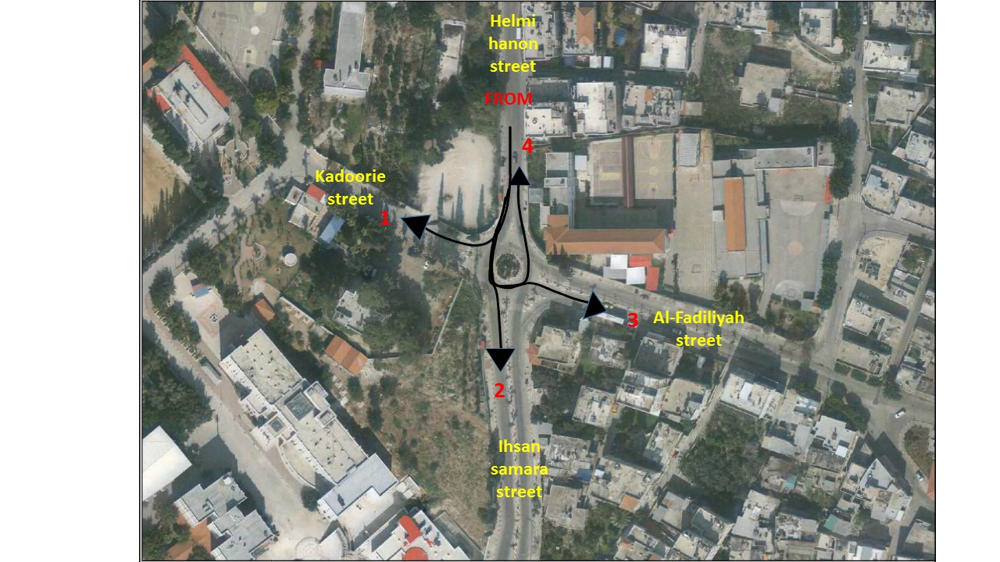 Helmi
hanon
street
FROM
4
Kadoorie
street
1
3
Al-Fadiliyah
street
2
Ihsan
samara
street